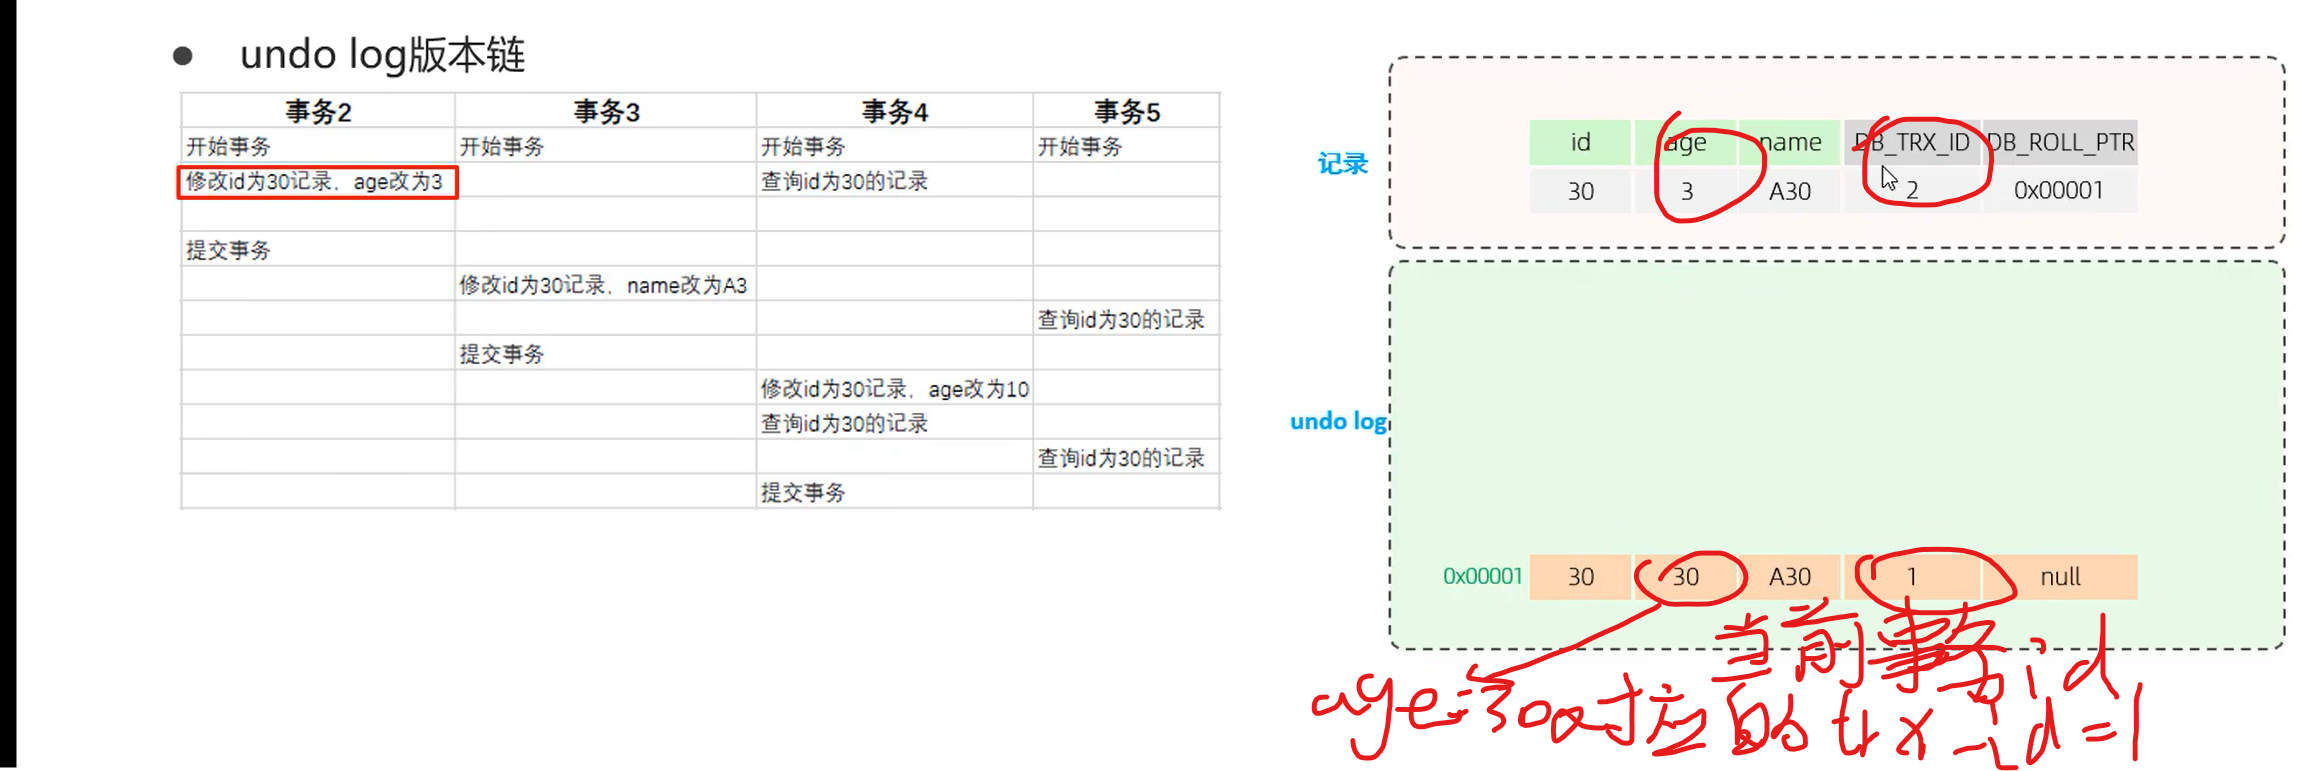 ● undo log版本链
事务2 事务3 事务4 事务5
开始事务 开始事务 开始事务 开始事务
修改id为30记录，age改为3 查询id为30的记录
提交事务
修改id为30记录，name改为A3
查询id为30的记录
提交事务
修改id为30记录，age改为10
查询id为30的记录
查询id为30的记录
提交事务
记录
id age name DB_TRX_ID DB_ROLL_PTR
30 3 A30 2 0x00001
undo log
0x00001 30 30 A30 1 null
当前事务id
age:30对应的trx_id=1